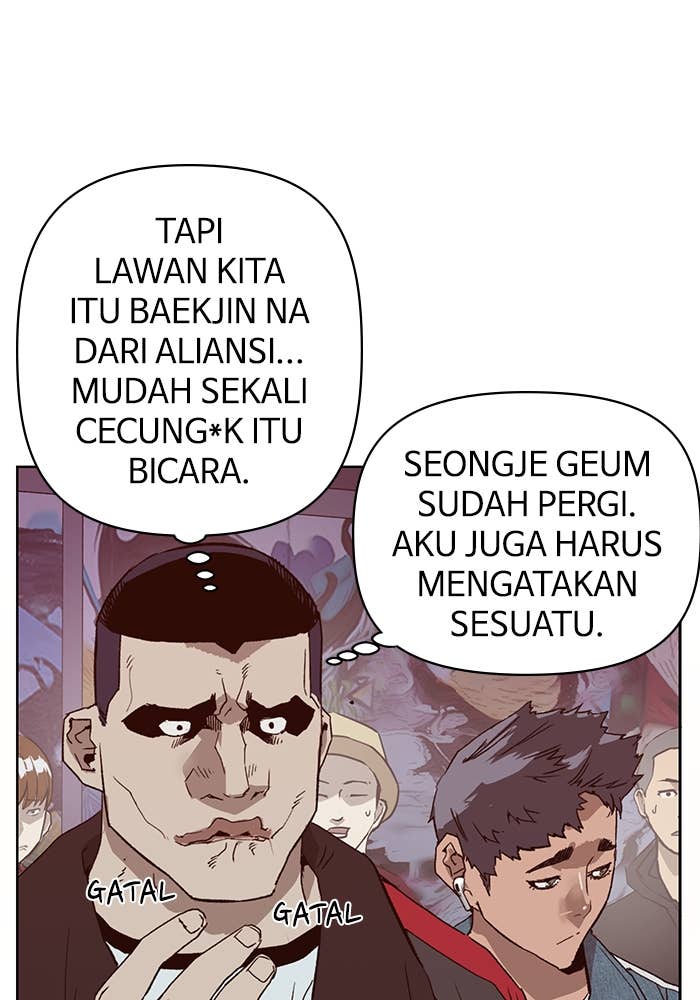 TAPI
LAWAN KITA
ITU BAEKJIN NA
DARI ALIANSI...
MUDAH SEKALI
CECUNG*K ITU
BICARA.
SEONGJE GEUM
SUDAH PERGI.
AKU JUGA HARUS
MENGATAKAN
SESUATU.
GATAL
GATAL